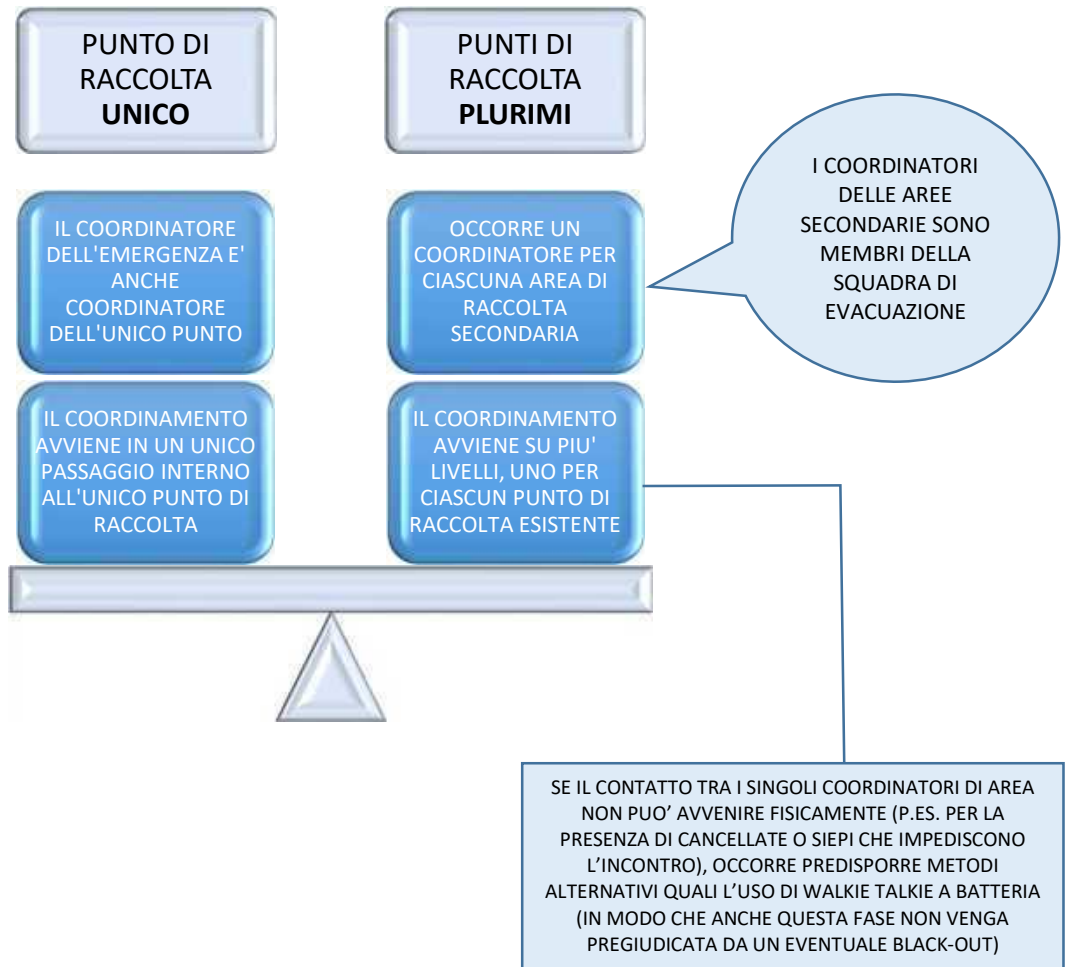 PUNTO DI
RACCOLTA
UNICO
PUNTI DI
RACCOLTA
PLURIMI
IL COORDINATORE
DELL'EMERGENZA E'
ANCHE
COORDINATORE
DELL'UNICO PUNTO
OCCORRE UN
COORDINATORE PER
CIASCUNA AREA DI
RACCOLTA
SECONDARIA
I COORDINATORI
DELLE AREE
SECONDARIE SONO
MEMBRI DELLA
SQUADRA DI
EVACUAZIONE
IL COORDINAMENTO
AVVIENE IN UN UNICO
PASSAGGIO INTERNO
ALL'UNICO PUNTO DI
RACCOLTA
IL COORDINAMENTO
AVVIENE SU PIU'
LIVELLI, UNO PER
CIASCUN PUNTO DI
RACCOLTA ESISTENTE
SE IL CONTATTO TRA I SINGOLI COORDINATORI DI AREA
NON PUO’ AVVENIRE FISICAMENTE (P.ES. PER LA
PRESENZA DI CANCELLATE O SIEPI CHE IMPEDISCONO
L’INCONTRO), OCCORRE PREDISPORRE METODI
ALTERNATIVI QUALI L’USO DI WALKIE TALKIE A BATTERIA
(IN MODO CHE ANCHE QUESTA FASE NON VENGA
PREGIUDICATA DA UN EVENTUALE BLACK-OUT)